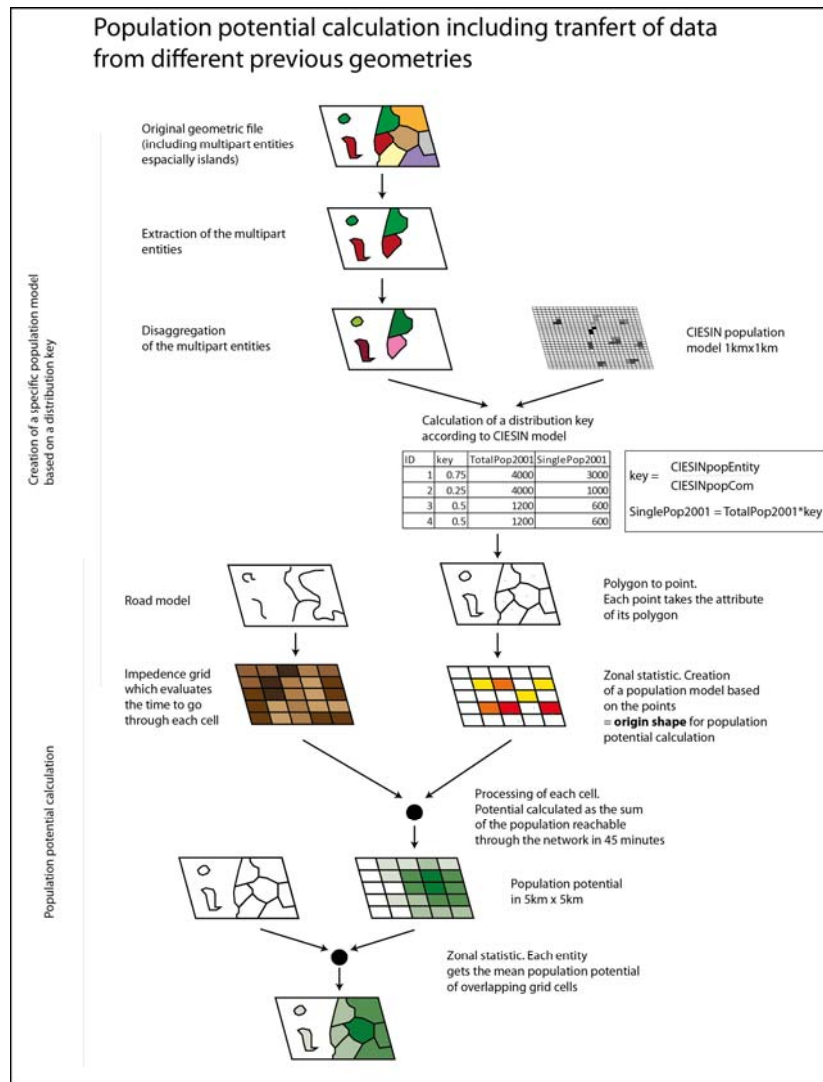 Population potential calculation including tranfert of data
from different previous geometries
Original geometric file
(including multipart entities
espacially islands)
Extraction of the multipart
entities
Disaggregation
of the multipart entities
CIESIN population
model 1kmx1km
Creation of a specific population model
based on a distribution key
Calculation of a distribution key
according to CIESIN model
ID key TotalPop2001 SinglePop2001
1 0.75 4000 3000
2 0.25 4000 1000
3 0.5 1200 600
4 0.5 1200 600
key = CIESINpopEntity
CIESINpopCom
SinglePop2001 = TotalPop2001*key
Road model
Polygon to point.
Each point takes the attribute
of its polygon
Impedence grid
which evaluates
the time to go
through each cell
Zonal statistic. Creation
of a population model based
on the points
= origin shape for population
potential calculation
Population potential calculation
Processing of each cell.
Potential calculated as the sum
of the population reachable
through the network in 45 minutes
Population potential
in 5km x 5km
Zonal statistic. Each entity
gets the mean population potential
of overlapping grid cells